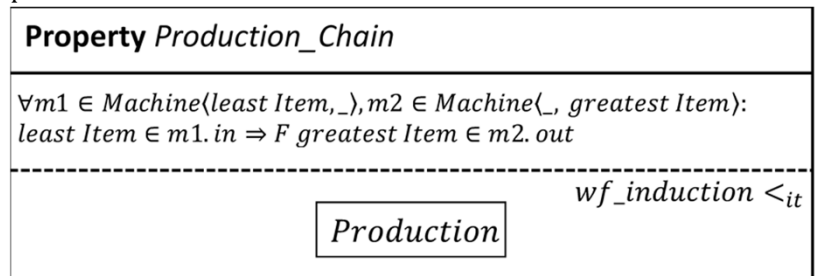 Property Production_Chain
∀m1 ∈ Machine⟨least Item,_⟩,m2 ∈ Machine⟨_, greatest Item⟩:
least Item ∈ m1.in ⇒ F greatest Item ∈ m2.out
wf_induction <it
Production